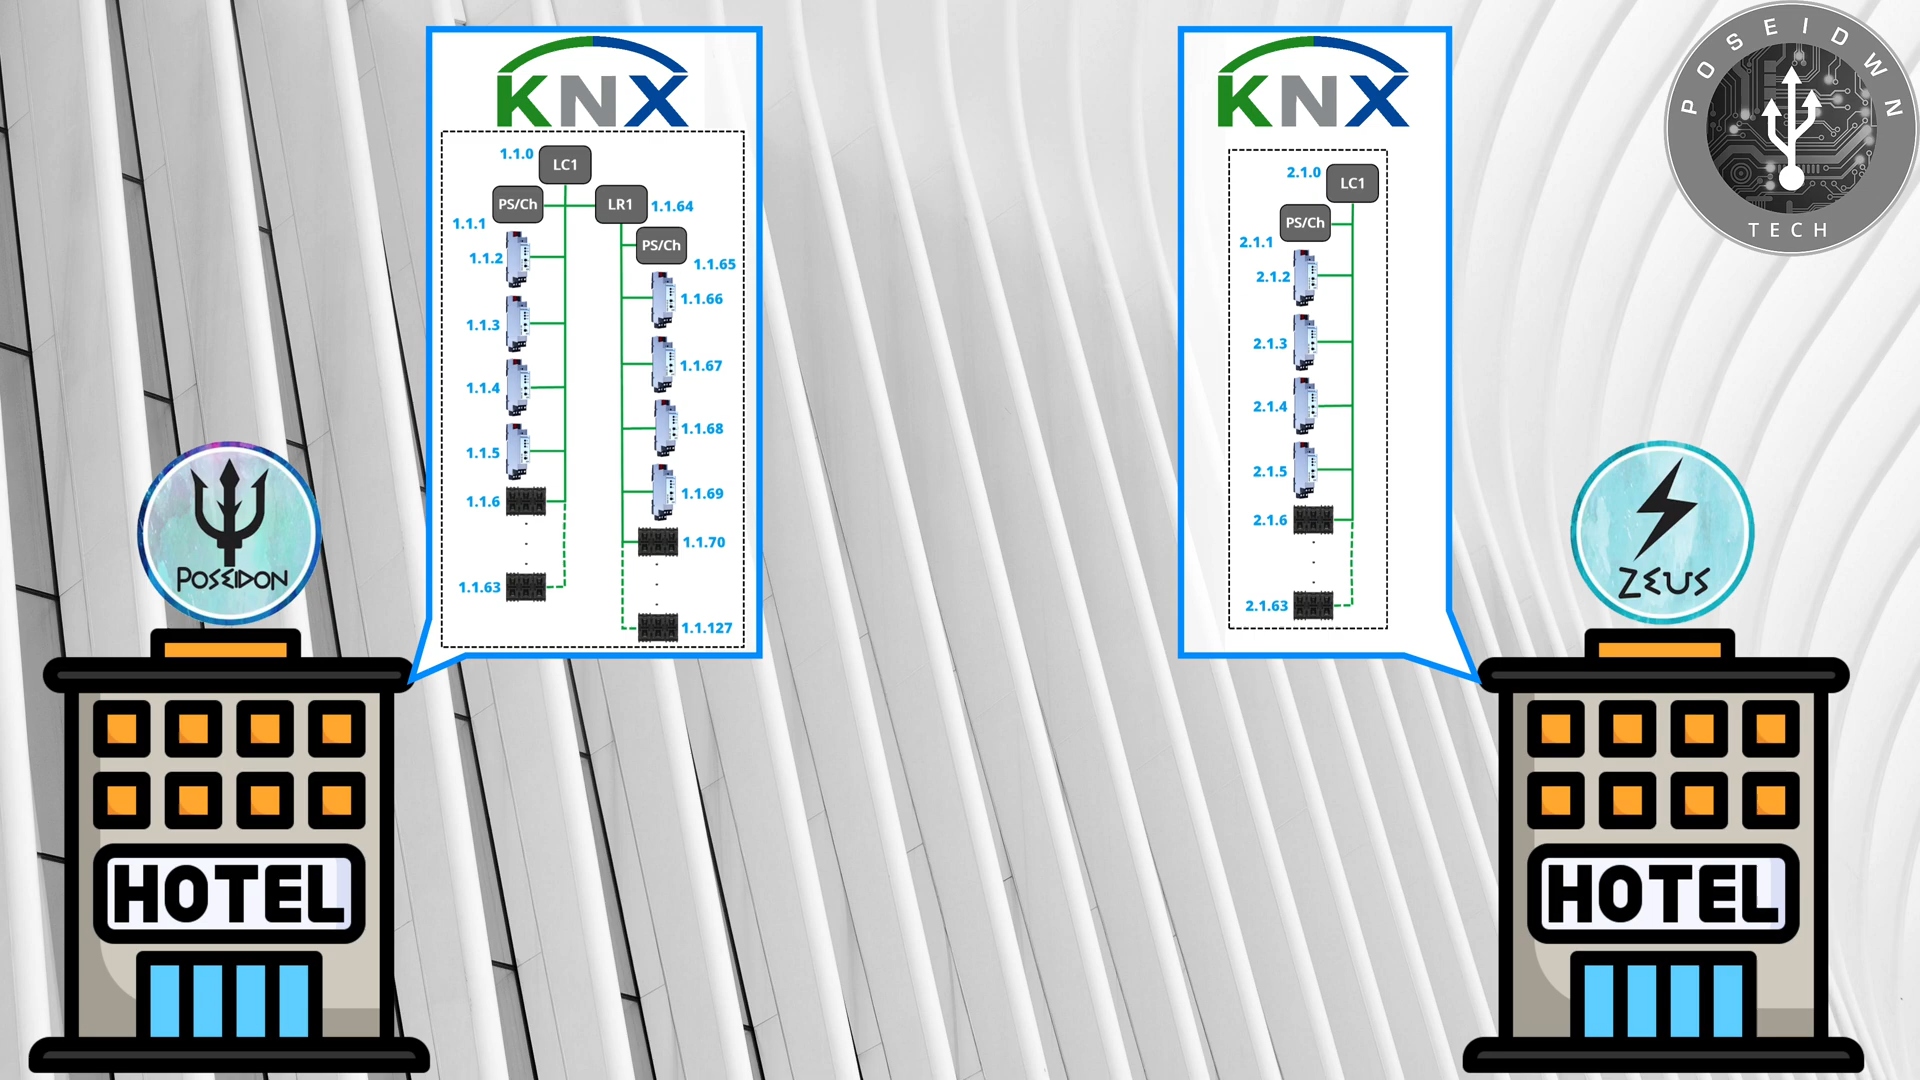 KNX
1.1.0 LC1
PS/Ch LR1 1.1.64
1.1.1
PS/Ch
1.1.2
1.1.65
1.1.66
1.1.3
1.1.67
1.1.4
1.1.68
1.1.5
1.1.69
1.1.6
1.1.70
1.1.63
1.1.127
KNX
2.1.0 LC1
PS/Ch
2.1.1
2.1.2
2.1.3
2.1.4
2.1.5
2.1.6
2.1.63
POSEIDWN
TECH
POSEIDON
ZEUS
HOTEL
HOTEL